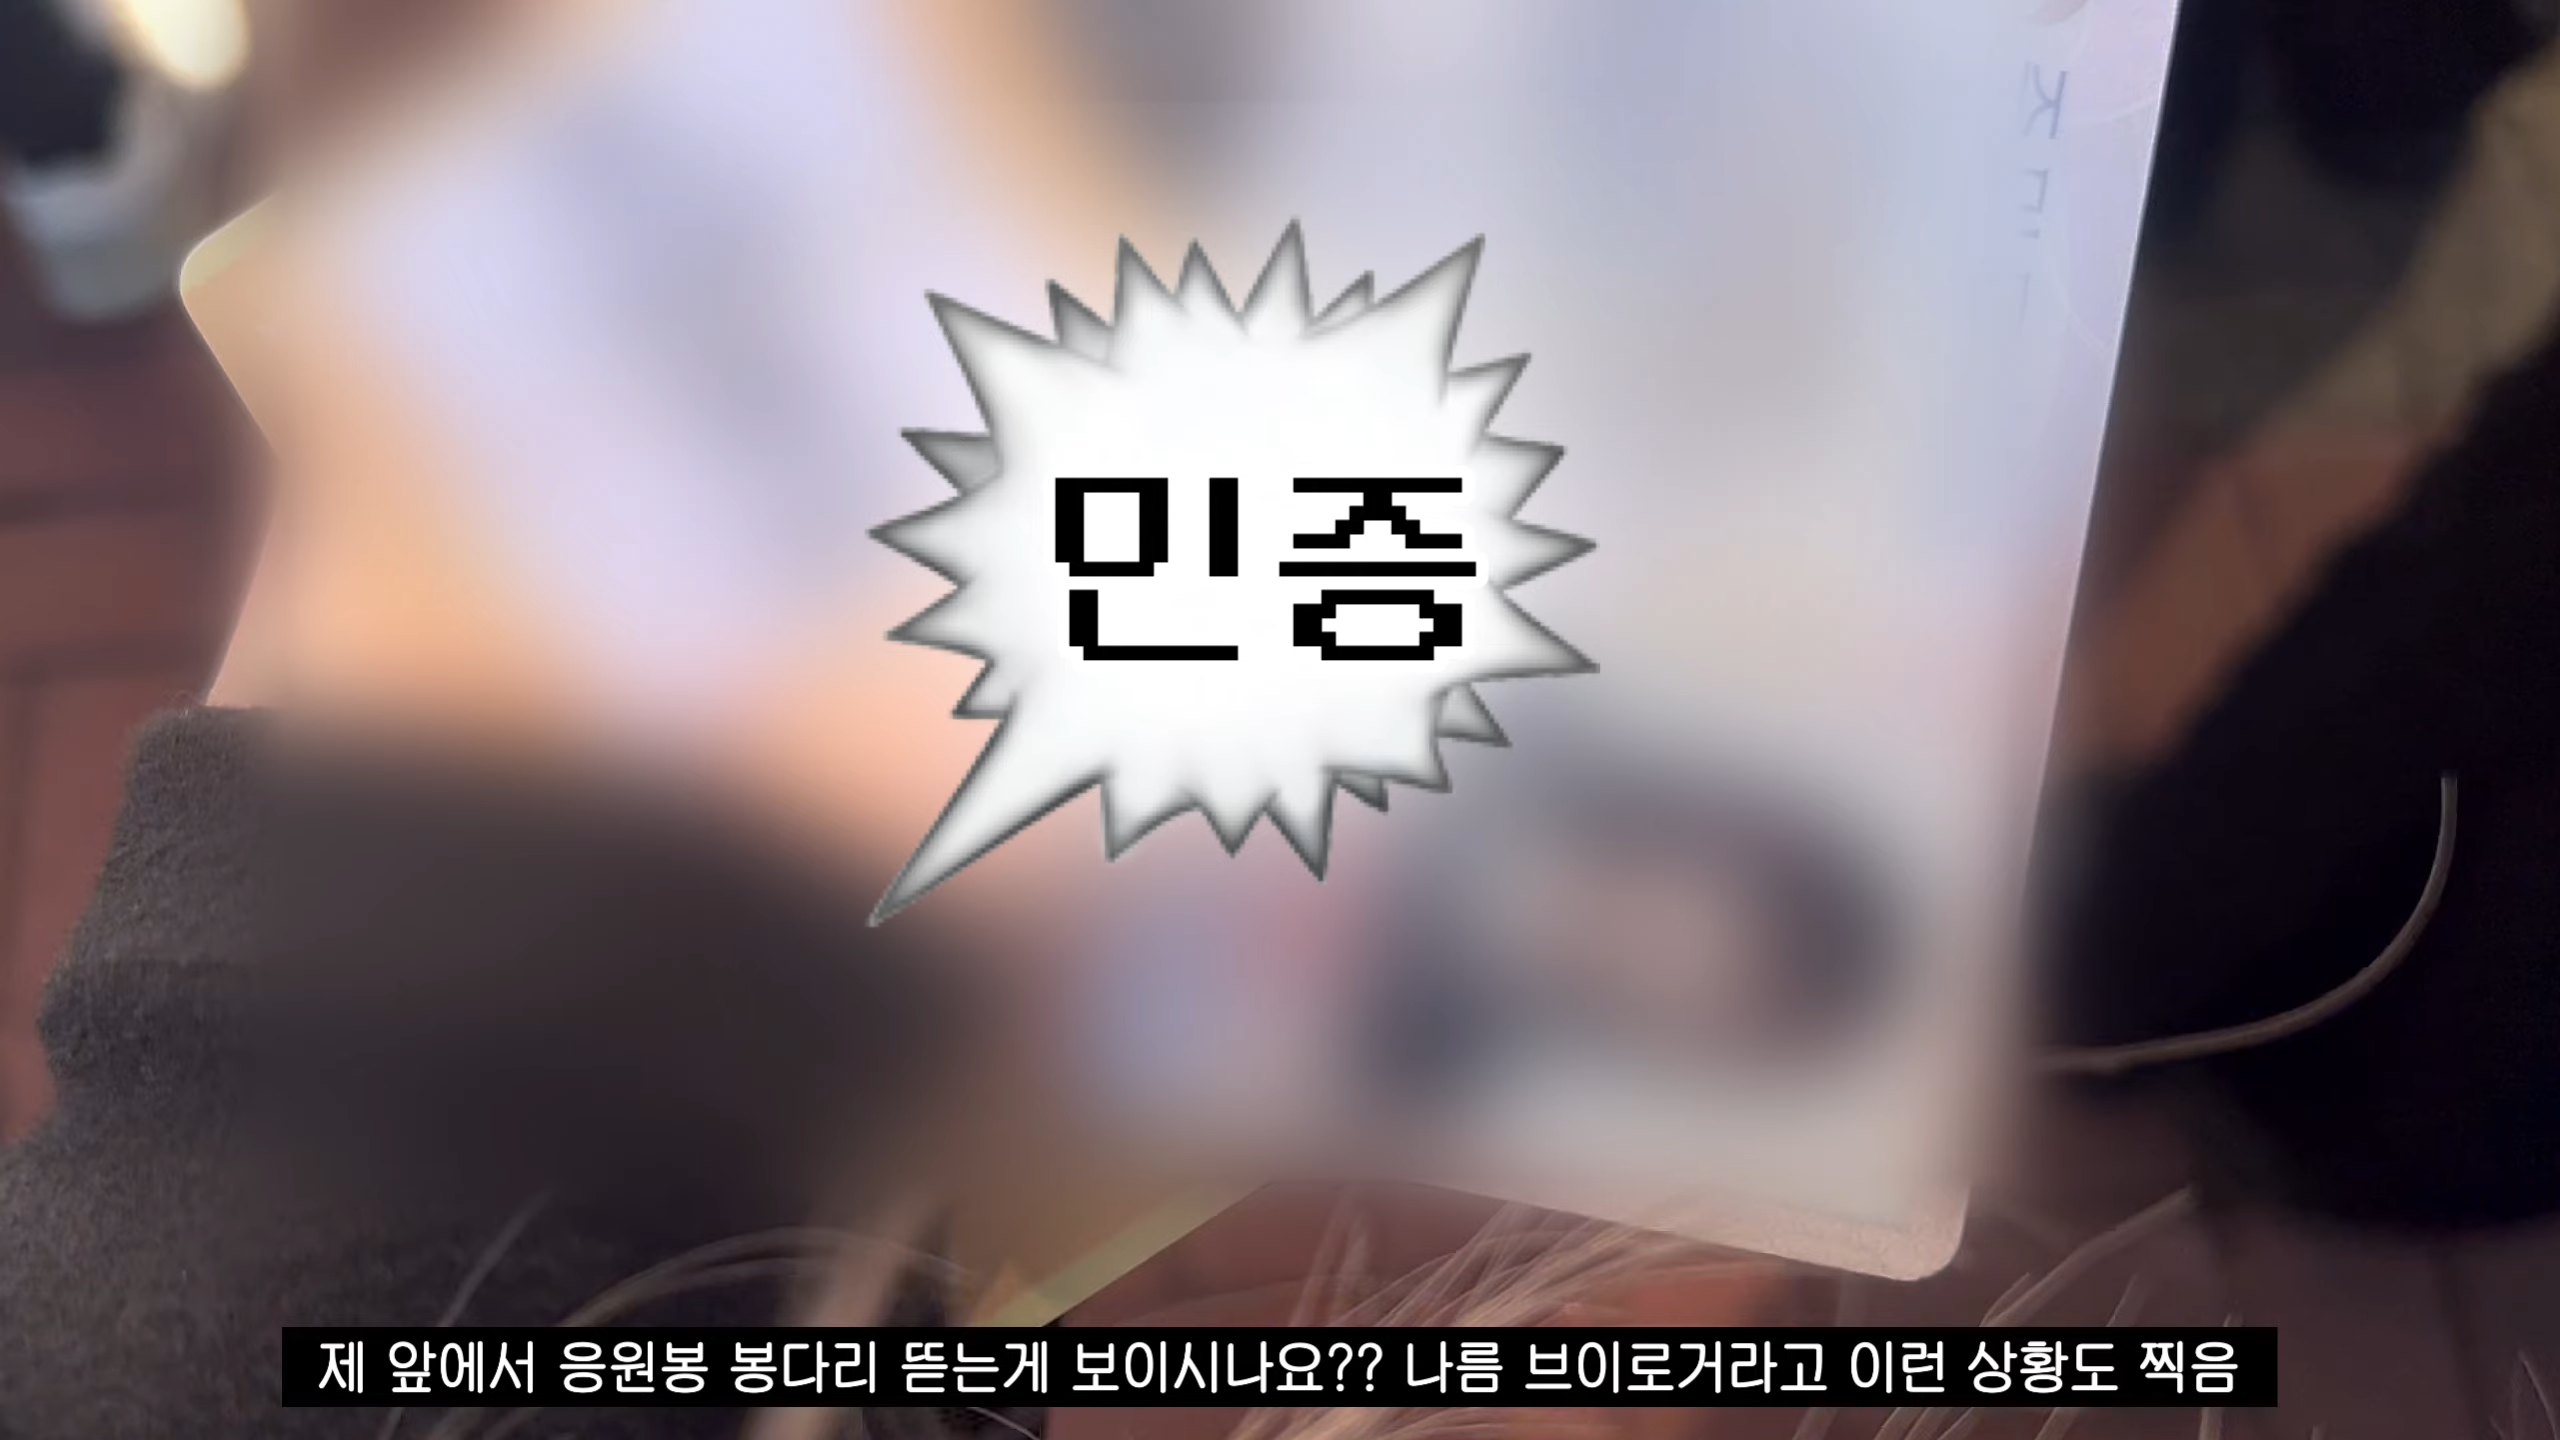 민증
제 앞에서 응원봉 봉다리 뜯는게 보이시나요?? 나름 브이로거라고 이런 상황도 찍음